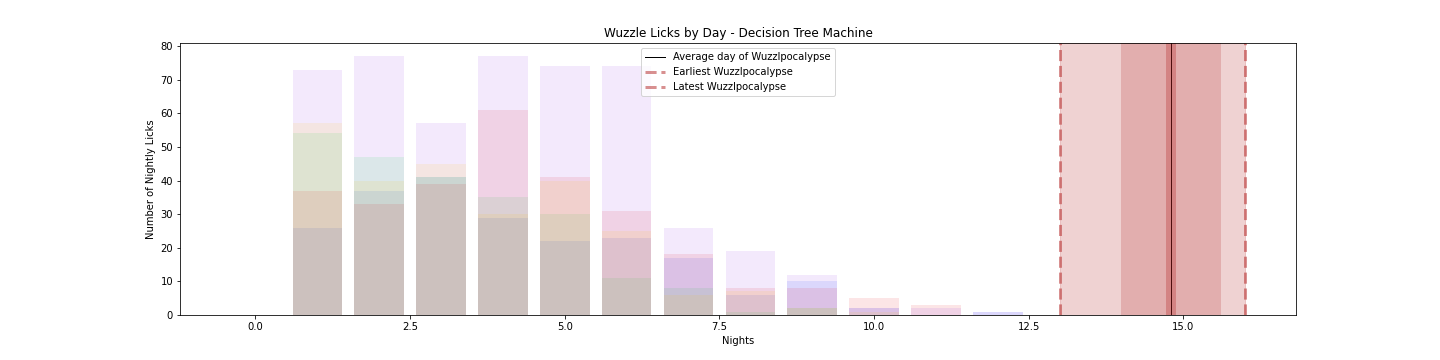 Wuzzle Licks by Day - Decision Tree Machine
Average day of Wuzzlpocalypse
Earliest Wuzzlpocalypse
Latest Wuzzlpocalypse
Number of Nightly Licks
80
70
60
50
40
30
20
10
0
0.0 2.5 5.0 7.5 10.0 12.5 15.0
Nights